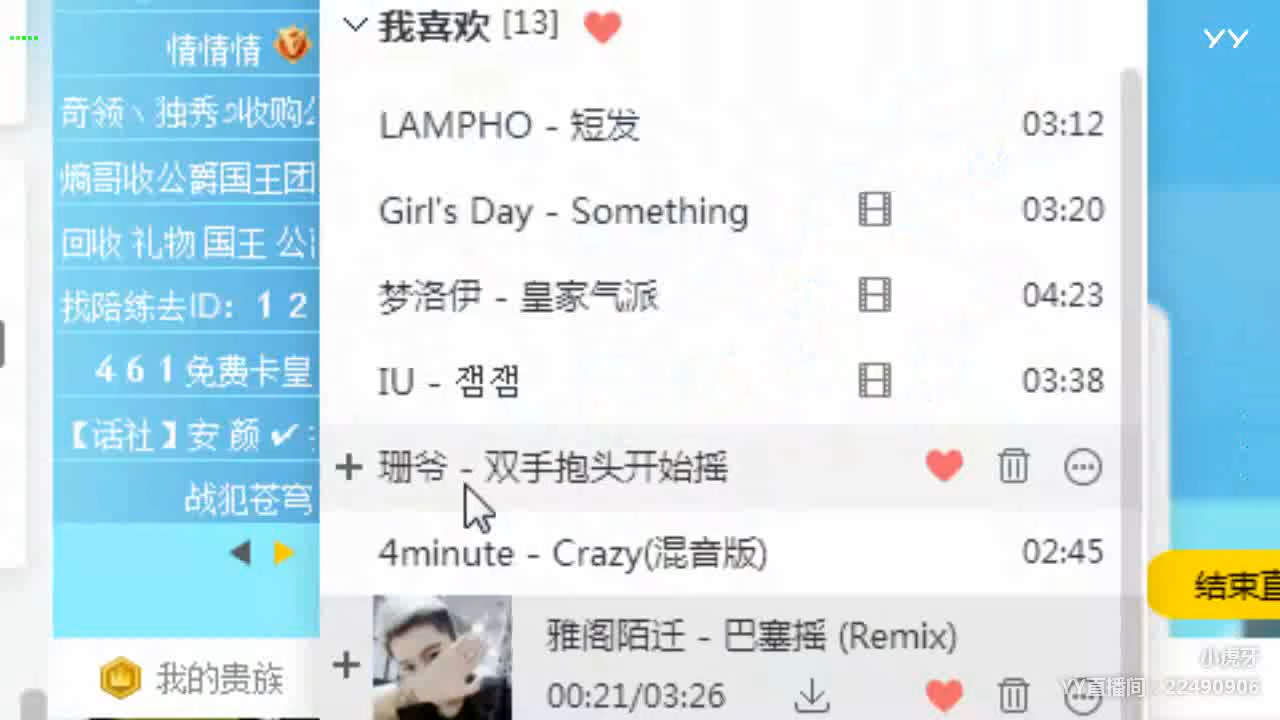 我喜欢 [13]
YY
情情情
奇领丶独秀
收购公
LAMPHO - 短发 03:12
熵哥收公爵国王团
Girl's Day - Something 03:20
回收 礼物 国王 公
找陪练去ID: 1 2
梦洛伊 - 皇家气派 04:23
4 6 1 免费卡皇
IU - 잼잼 03:38
【话社】安 颜 ✔
珊爷 - 双手抱头开始摇
战犯苍穹
4minute - Crazy(混音版) 02:45
结束直
雅阁陌迁 - 巴塞摇 (Remix)
00:21/03:26
我的贵族
小虎牙
YY直播间 22490906